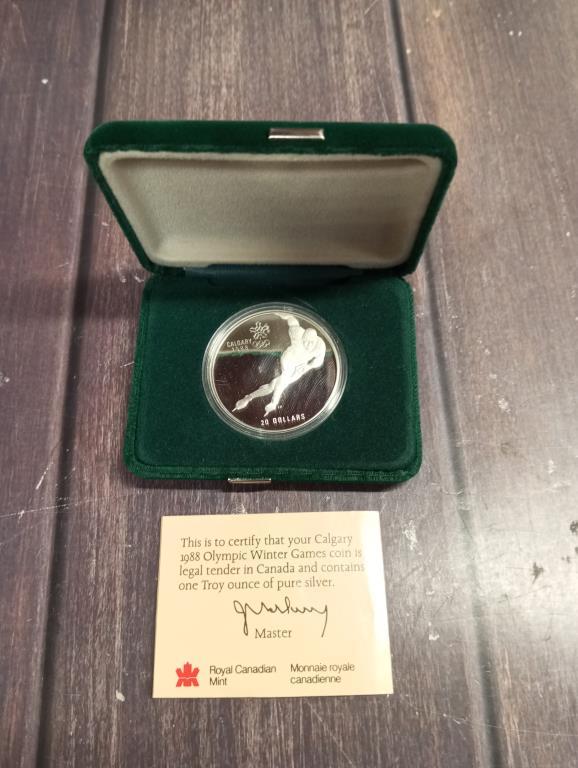 CALGARY
1988
20 DOLLARS
This is to certify that your Calgary
1988 Olympic Winter Games coin is
legal tender in Canada and contains
one Troy ounce of pure silver.
Master
Royal Canadian
Mint
Monnaie royale
canadienne